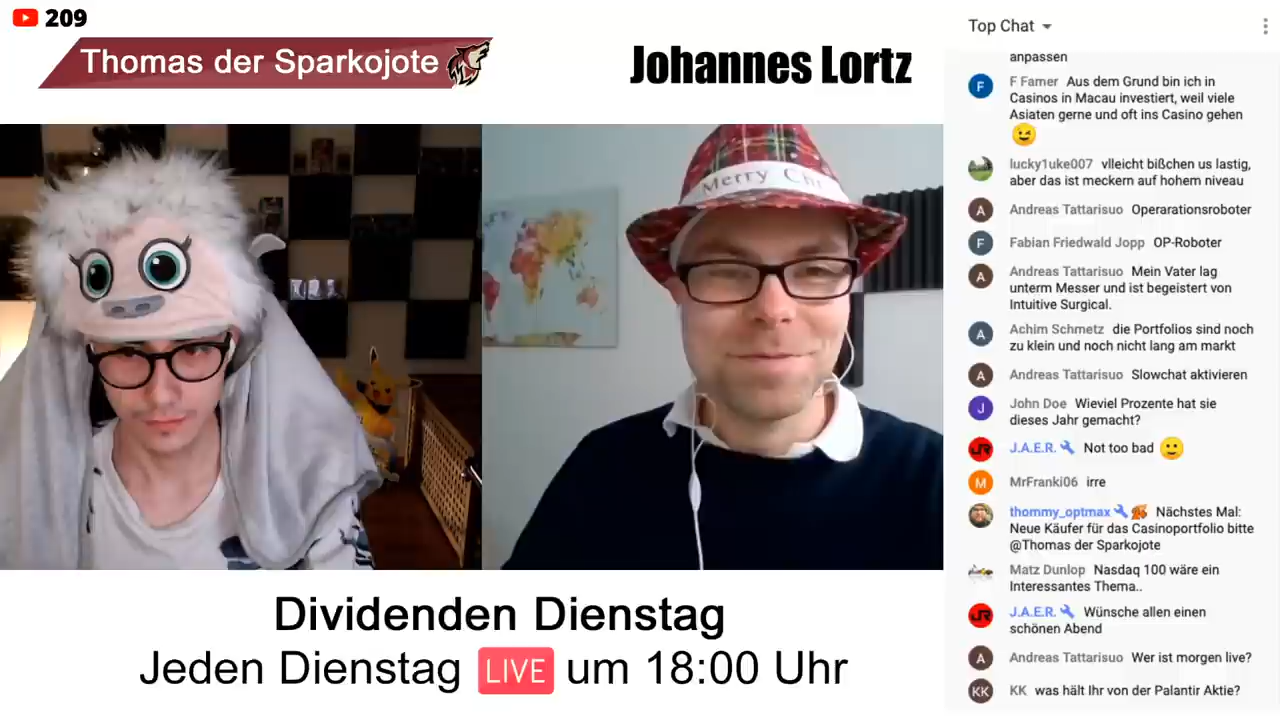 209
Thomas der Sparkojote
Johannes Lortz
Merry Ch
Dividenden Dienstag
Jeden Dienstag LIVE um 18:00 Uhr
Top Chat
anpassen
F
F Famer Aus dem Grund bin ich in
Casinos in Macau investiert, weil viele
Asiaten gerne und oft ins Casino gehen
lucky1uke007 vlleicht bißchen us lastig,
aber das ist meckern auf hohem niveau
A
Andreas Tattarisuo Operarationsroboter
F
Fabian Friedwald Jopp OP-Roboter
A
Andreas Tattarisuo Mein Vater lag
unterm Messer und ist begeistert von
Intuitive Surgical.
A
Achim Schmetz die Portfolios sind noch
zu klein und noch nicht lang am markt
A
Andreas Tattarisuo Slowchat aktivieren
J
John Doe Wieviel Prozente hat sie
dieses Jahr gemacht?
JR
J.A.E.R. Not too bad
M
MrFranki06 irre
thommy_optmax Nächstes Mal:
Neue Käufer für das Casinoportfolio bitte
@Thomas der Sparkojote
Matz Dunlop Nasdaq 100 wäre ein
Interessantes Thema..
JR
J.A.E.R. Wünsche allen einen
schönen Abend
A
Andreas Tattarisuo Wer ist morgen live?
KK
KK was hält Ihr von der Palantir Aktie?